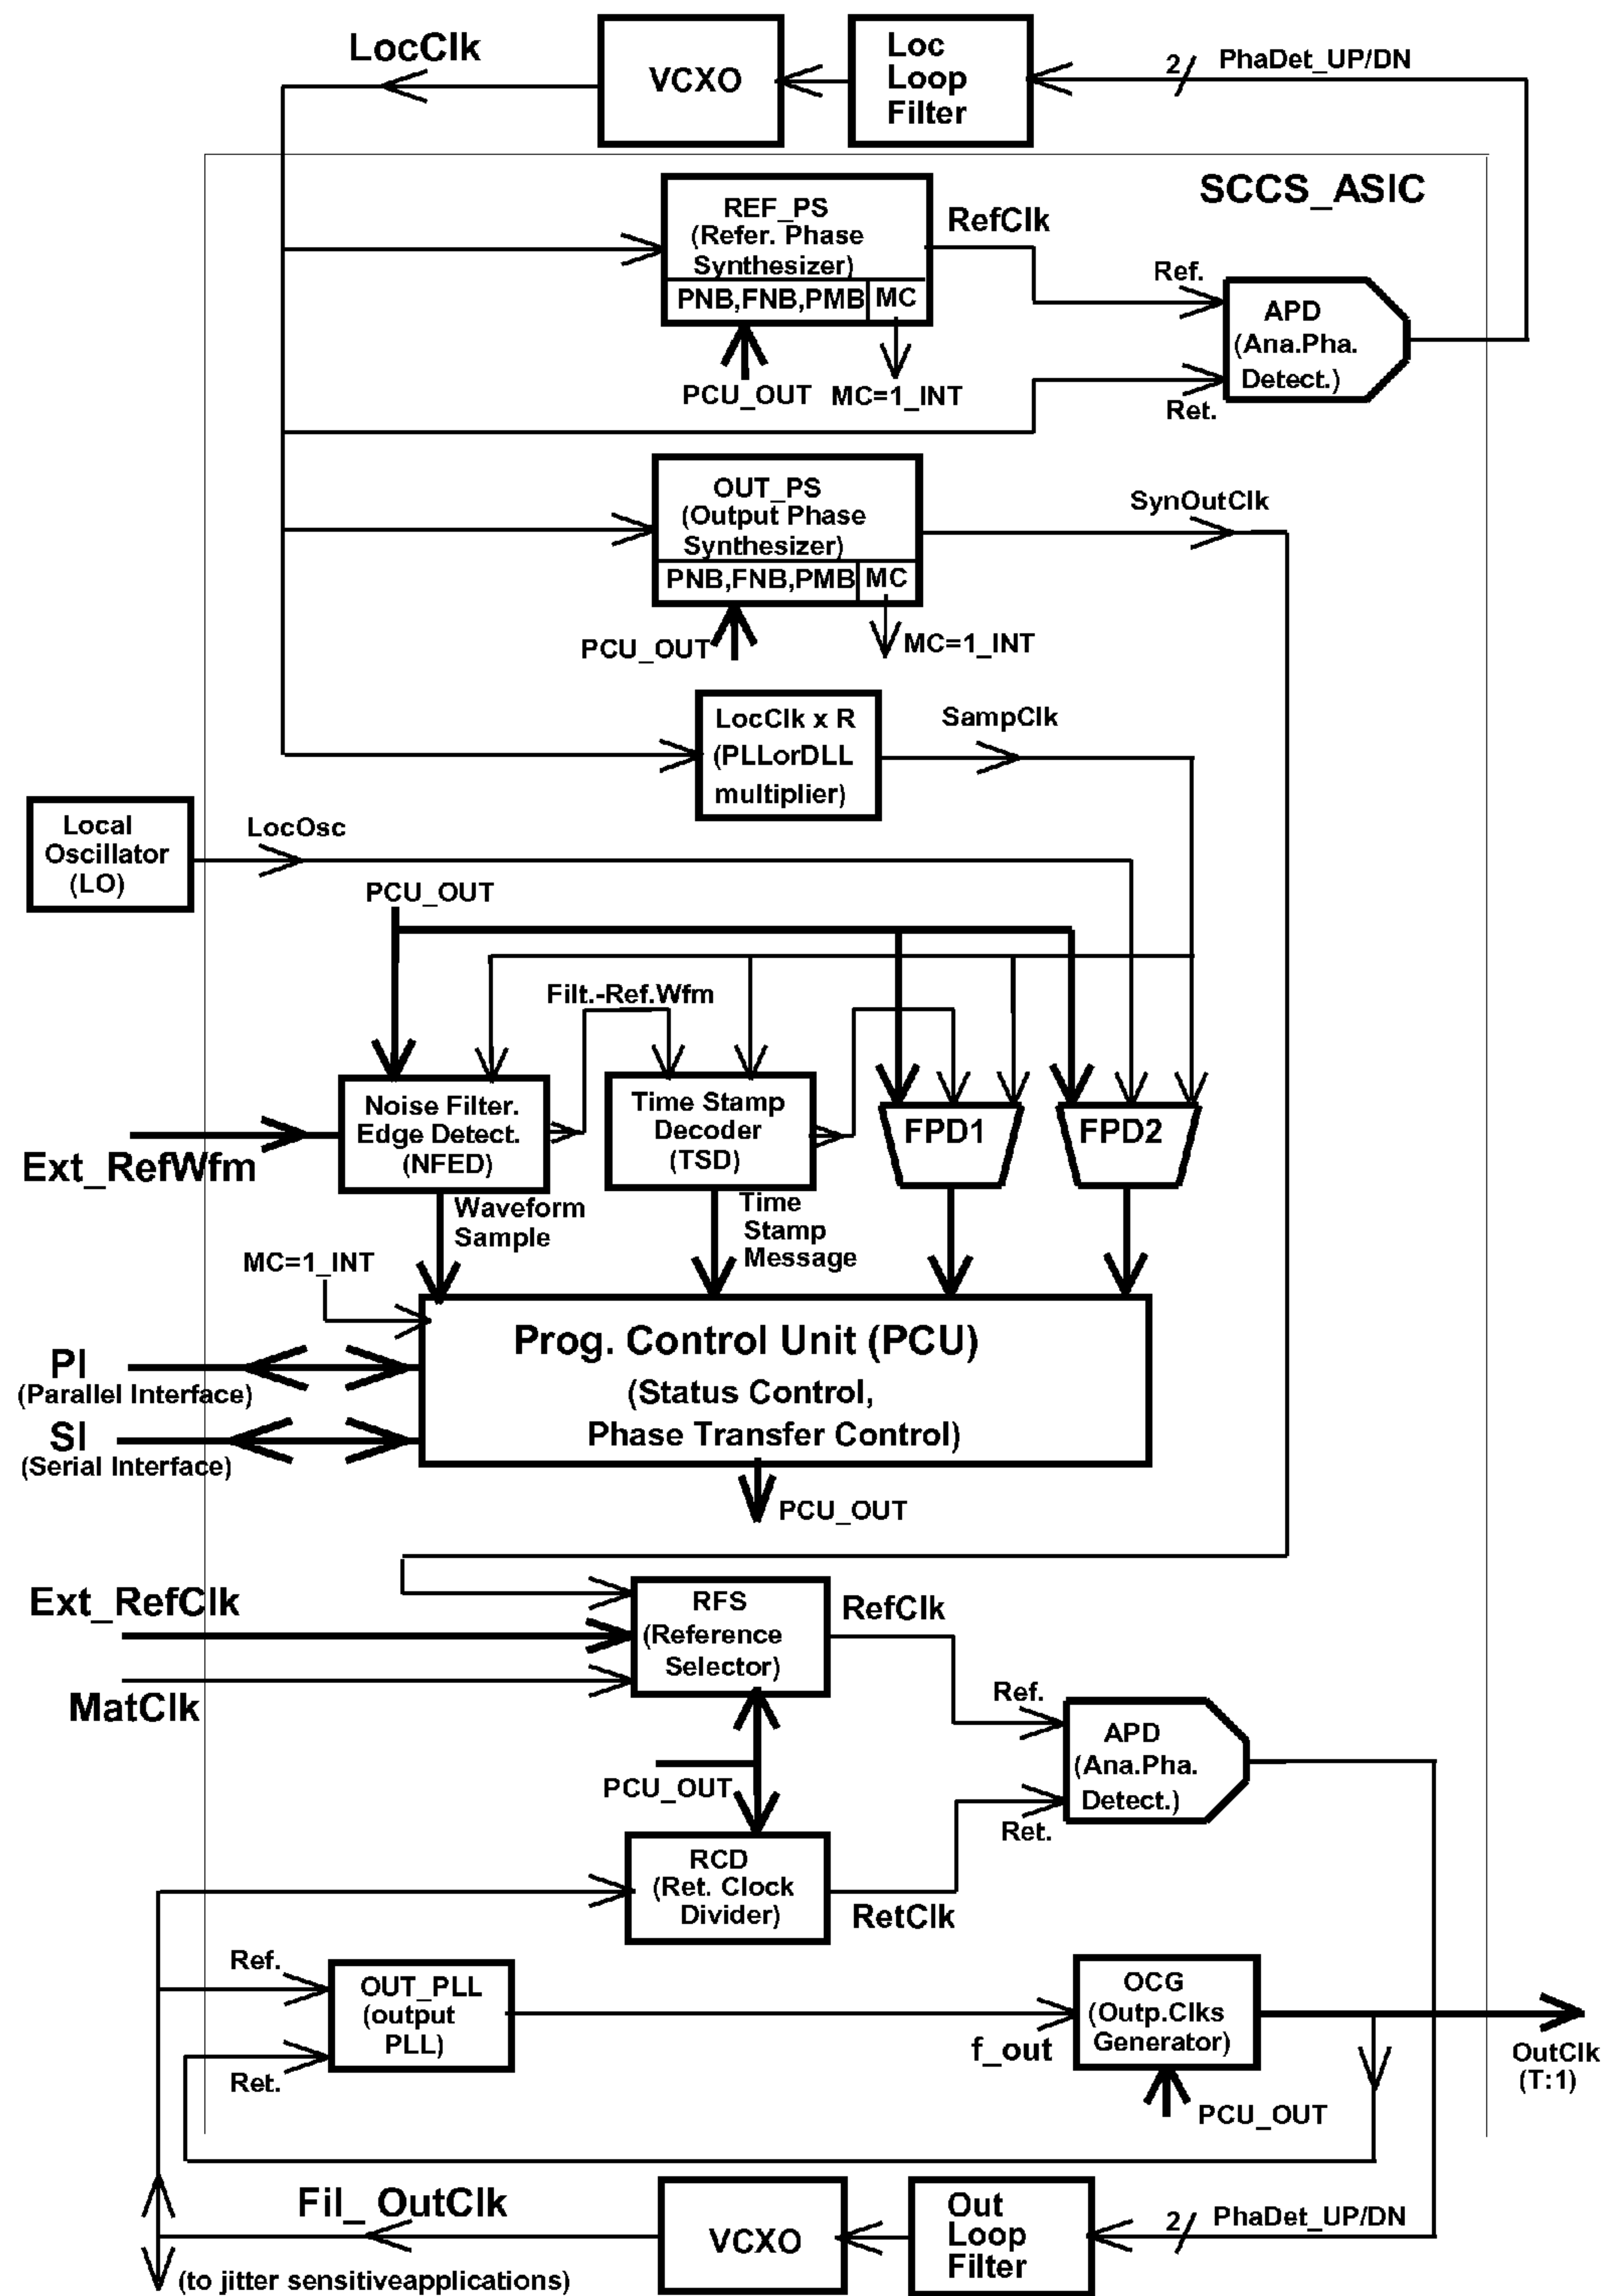 LocClk
VCXO
Loc
Loop
Filter
2/
PhaDet_UP/DN
SCCS_ASIC
REF_PS
(Refer. Phase
Synthesizer)
PNB,FNB,PMB
MC
RefClk
PCU_OUT
MC=1_INT
Ref.
Ret.
APD
(Ana.Pha.
Detect.)
OUT_PS
(Output Phase
Synthesizer)
PNB,FNB,PMB
MC
SynOutClk
PCU_OUT
MC=1_INT
LocClk x R
(PLLorDLL
multiplier)
SampClk
Local
Oscillator
(LO)
LocOsc
PCU_OUT
Filt.-Ref.Wfm
Noise Filter.
Edge Detect.
(NFED)
Time Stamp
Decoder
(TSD)
FPD1
FPD2
Ext_RefWfm
Waveform
Sample
Time
Stamp
Message
MC=1_INT
Prog. Control Unit (PCU)
(Status Control,
Phase Transfer Control)
PI
(Parallel Interface)
SI
(Serial Interface)
PCU_OUT
Ext_RefClk
MatClk
RFS
(Reference
Selector)
RefClk
PCU_OUT
Ref.
Ret.
APD
(Ana.Pha.
Detect.)
RCD
(Ret. Clock
Divider)
RetClk
Ref.
Ret.
OUT_PLL
(output
PLL)
f_out
OCG
(Outp.Clks
Generator)
PCU_OUT
OutClk
(T:1)
Fil_ OutClk
VCXO
Out
Loop
Filter
2/
PhaDet_UP/DN
(to jitter sensitiveapplications)